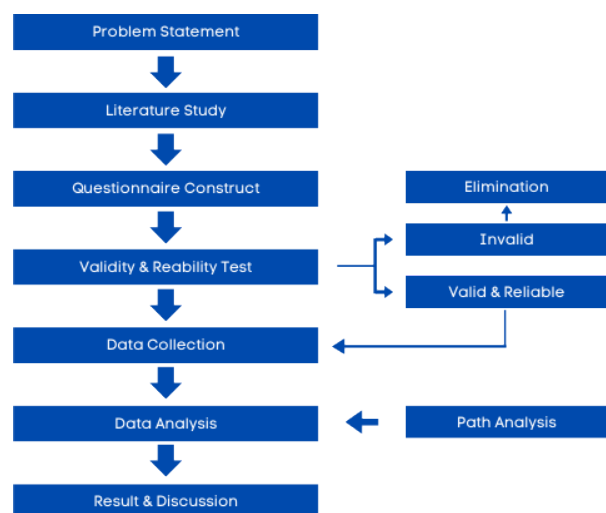 Problem Statement
Literature Study
Questionnaire Construct
Elimination
Invalid
Validity & Reability Test
Valid & Reliable
Data Collection
Data Analysis
Path Analysis
Result & Discussion